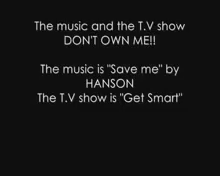 The music and the T.V show
DON'T OWN ME!!
The music is "Save me" by
HANSON
The T.V show is "Get Smart"